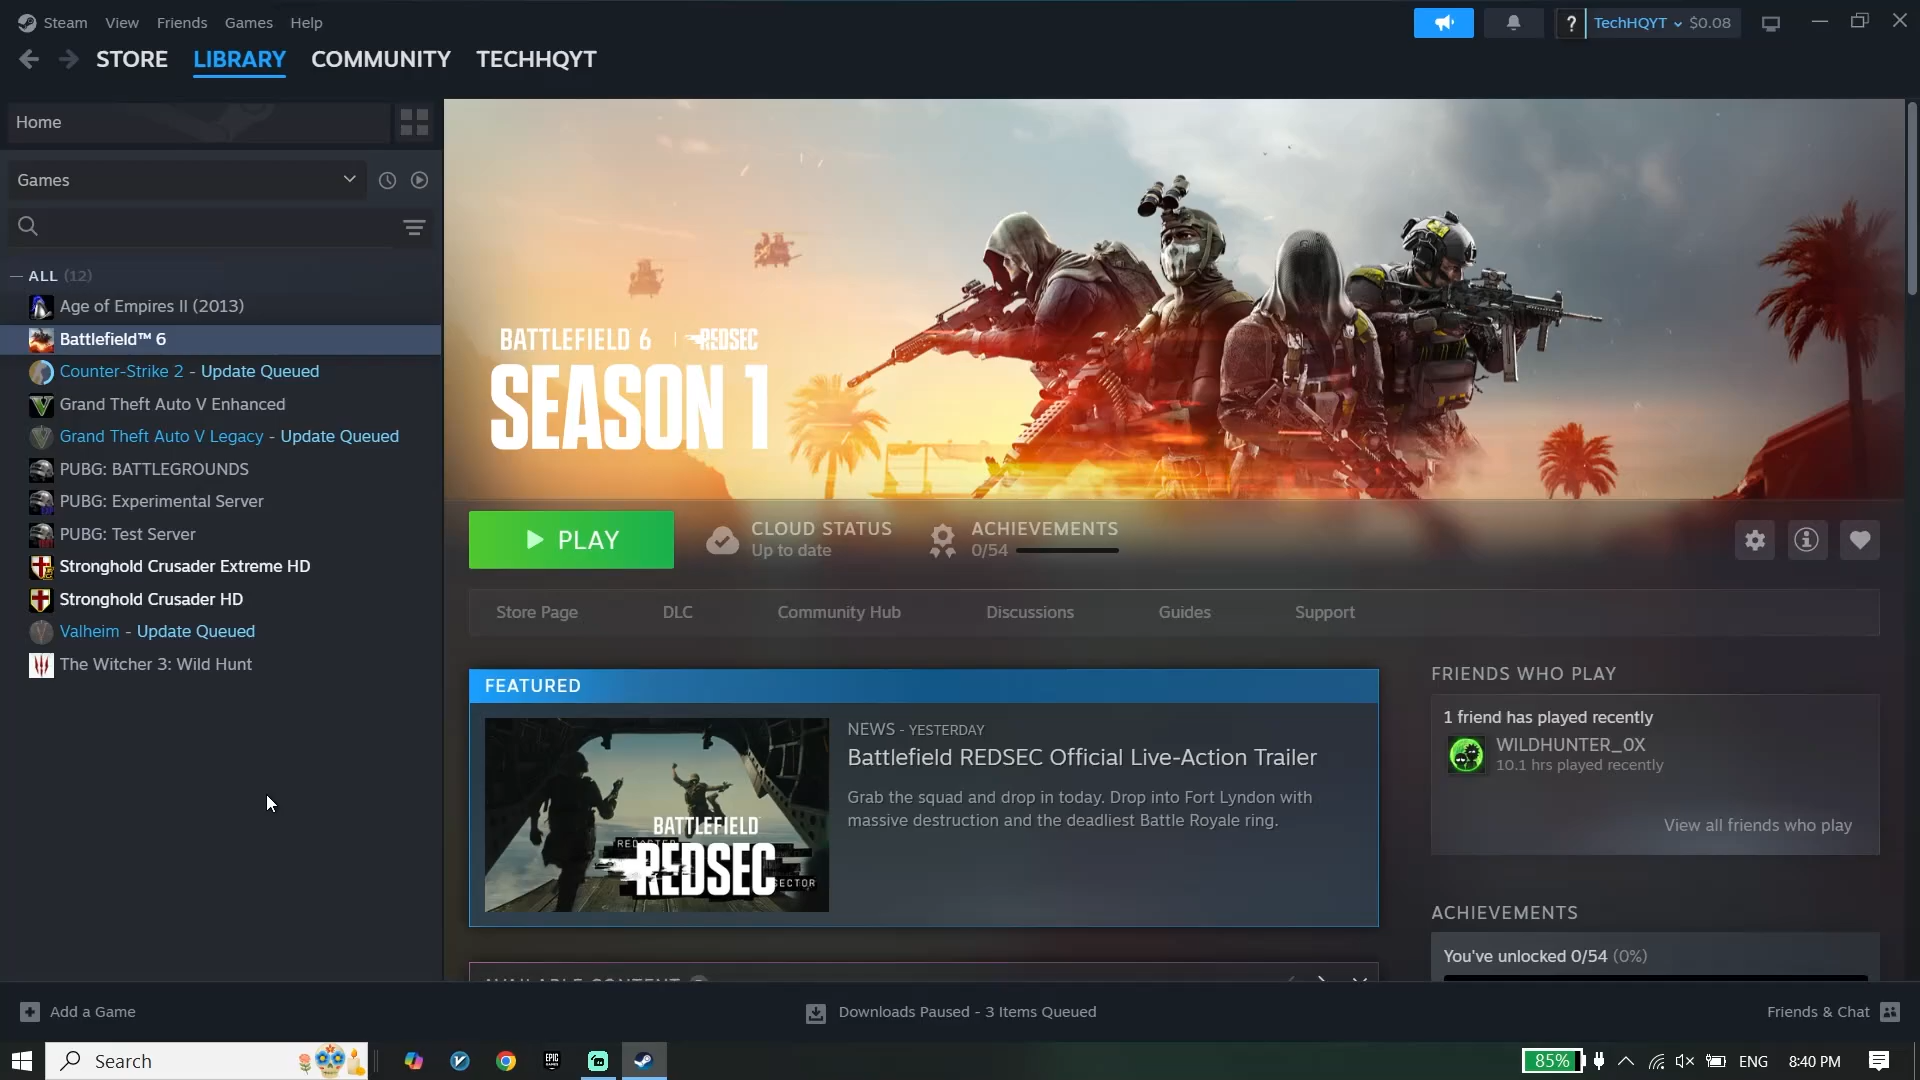 Steam View Friends Games Help
? TechHQYT $0.08
STORE LIBRARY COMMUNITY TECHHQYT
Home
Games
ALL (12)
Age of Empires II (2013)
Battlefield™ 6
Counter-Strike 2 - Update Queued
Grand Theft Auto V Enhanced
Grand Theft Auto V Legacy - Update Queued
PUBG: BATTLEGROUNDS
PUBG: Experimental Server
PUBG: Test Server
Stronghold Crusader Extreme HD
Stronghold Crusader HD
Valheim - Update Queued
The Witcher 3: Wild Hunt
BATTLEFIELD 6 REDSEC
SEASON 1
PLAY
CLOUD STATUS
Up to date
ACHIEVEMENTS
0/54
Store Page DLC Community Hub Discussions Guides Support
FEATURED
NEWS - YESTERDAY
Battlefield REDSEC Official Live-Action Trailer
Grab the squad and drop in today. Drop into Fort Lyndon with
massive destruction and the deadliest Battle Royale ring.
BATTLEFIELD
REDSEC
SECTOR
FRIENDS WHO PLAY
1 friend has played recently
WILDHUNTER_0X
10.1 hrs played recently
View all friends who play
ACHIEVEMENTS
You've unlocked 0/54 (0%)
AVAILABLE CONTENT
Add a Game
Downloads Paused - 3 Items Queued
Friends & Chat
Search
EPIC GAMES
85% ENG 8:40 PM